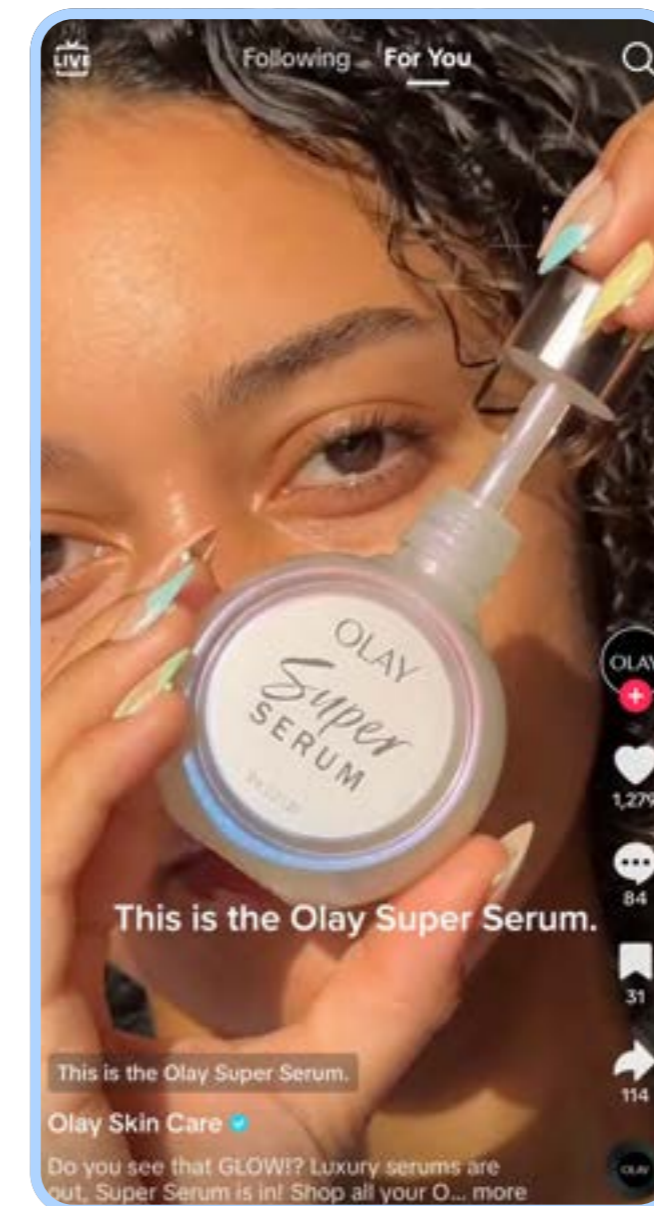 LIVE
Following
For You
OLAY
Super
SERUM
OLAY
1,279
84
This is the Olay Super Serum.
31
114
This is the Olay Super Serum.
Olay Skin Care
Do you see that GLOW!? Luxury serums are
out, Super Serum is in! Shop all your O... more
OLAY